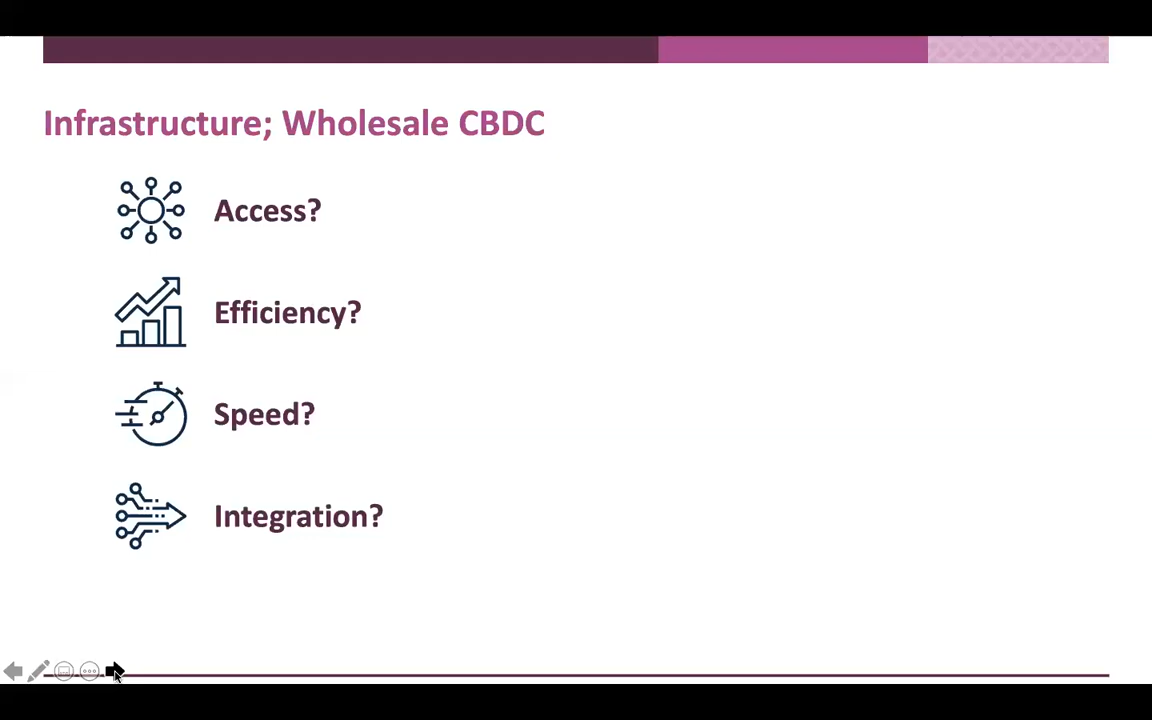 Infrastructure; Wholesale CBDC
Access?
Efficiency?
Speed?
Integration?